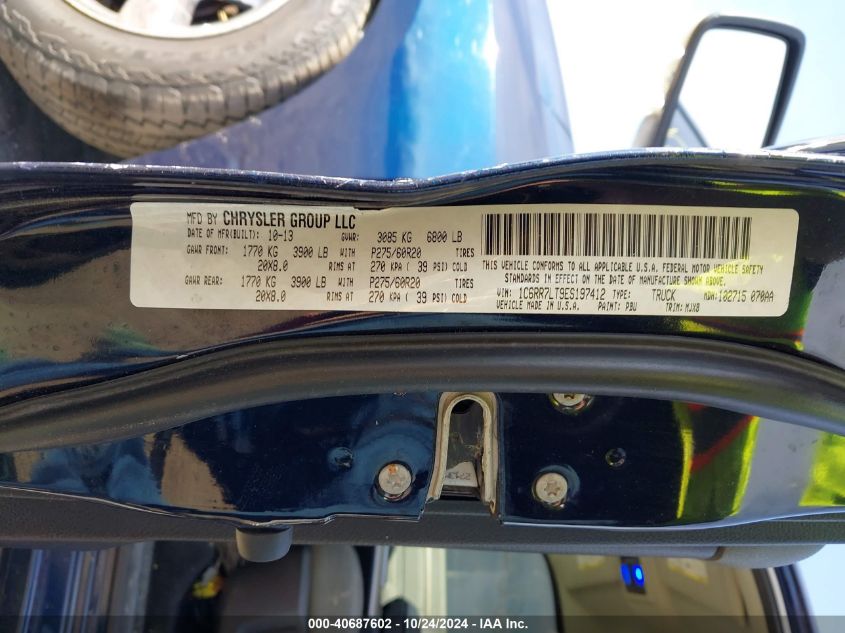 MFD BY CHRYSLER GROUP LLC
DATE OF MFR(BUILT): 10-13 GVWR: 3085 KG 6800 LB
GAWR FRONT: 1770 KG 3900 LB WITH P275/60R20 TIRES
20X8.0 RIMS AT 270 KPA ( 39 PSI) COLD
GAWR REAR: 1770 KG 3900 LB WITH P275/60R20 TIRES
20X8.0 RIMS AT 270 KPA ( 39 PSI) COLD
THIS VEHICLE CONFORMS TO ALL APPLICABLE U.S.A. FEDERAL MOTOR VEHICLE SAFETY
STANDARDS IN EFFECT ON THE DATE OF MANUFACTURE SHOWN ABOVE.
VIN: 1C6RR7LT9ES197412 TYPE: TRUCK MDH: 102715 070AA
VEHICLE MADE IN U.S.A. PAINT: PBU TRIM: MJX8
000-40687602 - 10/24/2024 - IAA Inc.